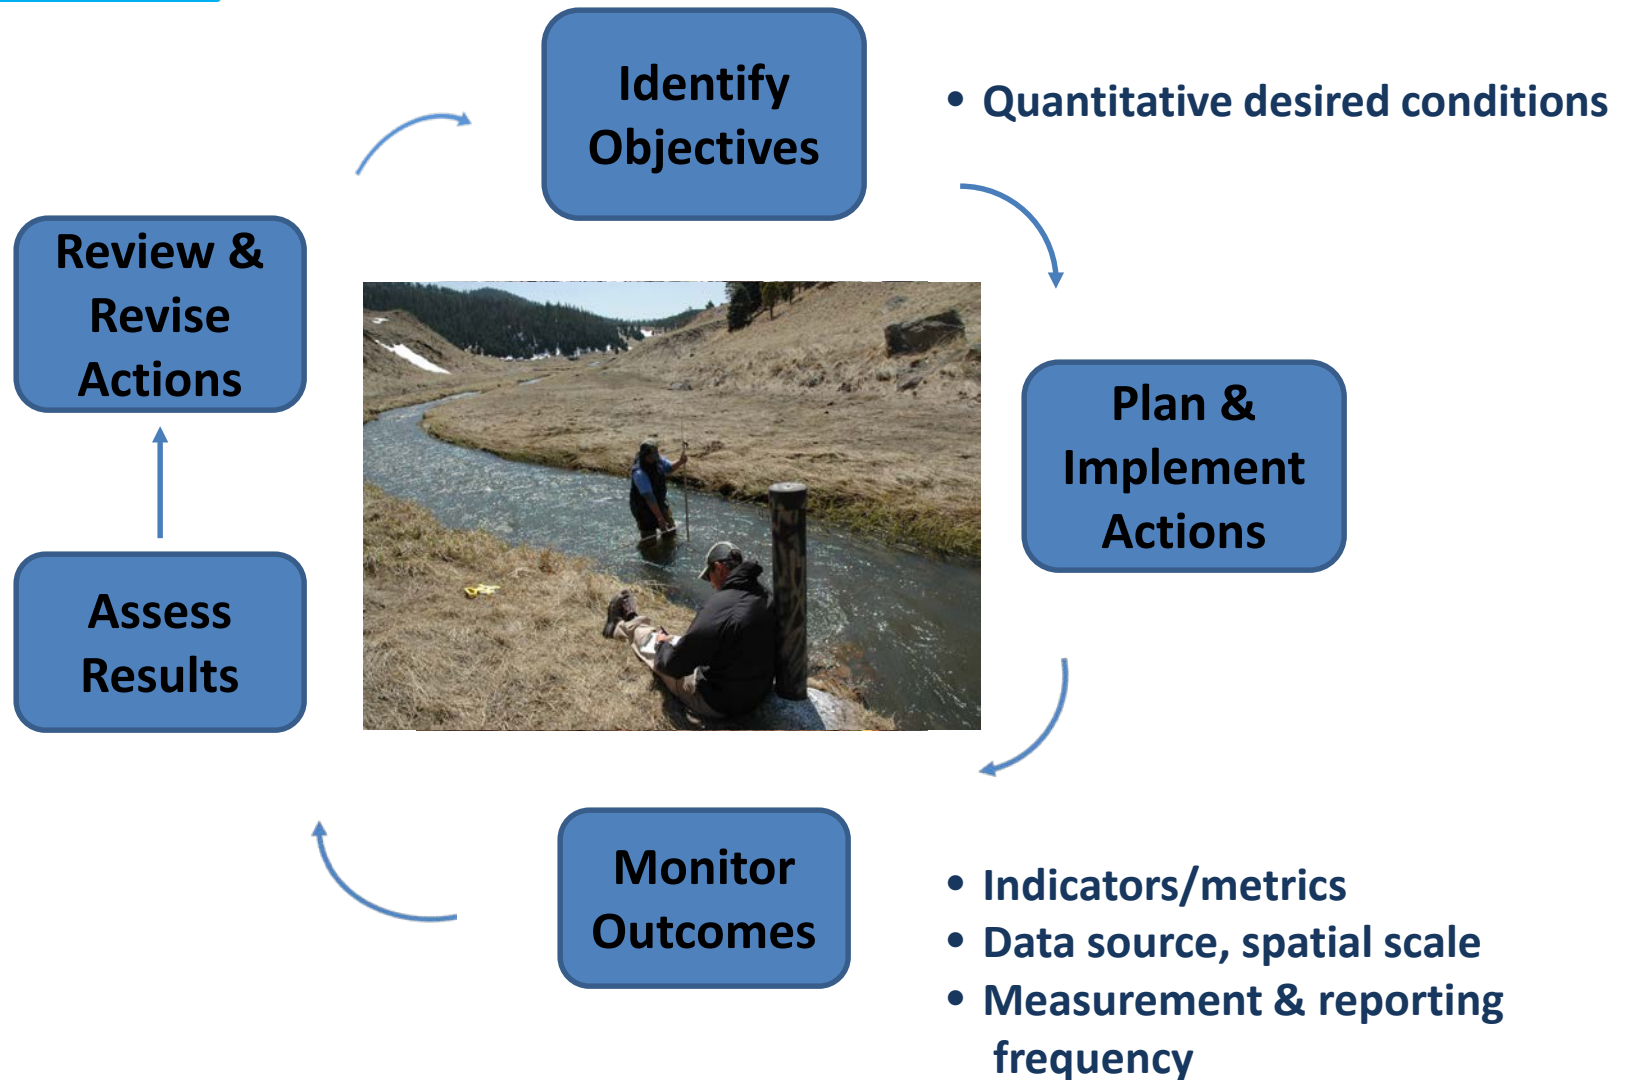 Identify
Objectives
• Quantitative desired conditions
Review &
Revise
Actions
Plan &
Implement
Actions
Assess
Results
Monitor
Outcomes
• Indicators/metrics
• Data source, spatial scale
• Measurement & reporting
frequency